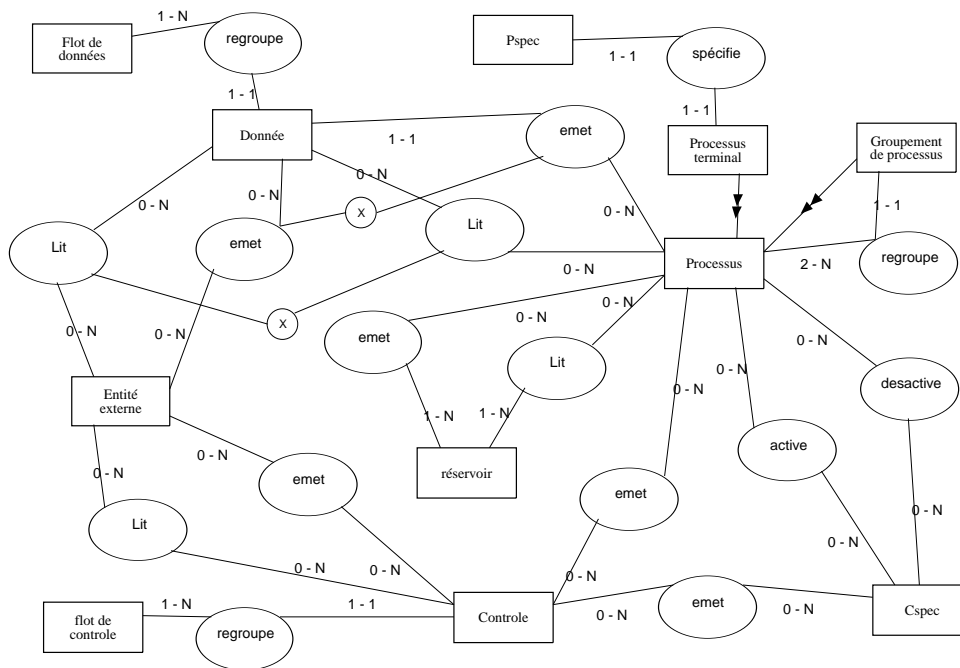 1 - N
Flot de
données
regroupe
Pspec
1 - 1
spécifie
1 - 1
1 - 1
Donnée
1 - 1
emet
Processus
terminal
Groupement
de processus
0 - N
0 - N
0 - N
X
0 - N
1 - 1
Lit
emet
Lit
Processus
2 - N
regroupe
0 - N
0 - N
0 - N
0 - N
X
0 - N
emet
0 - N
Lit
0 - N
0 - N
Entité
externe
desactive
1 - N
1 - N
active
0 - N
0 - N
réservoir
emet
emet
Lit
0 - N
0 - N
0 - N
0 - N
0 - N
0 - N
flot de
controle
1 - N
regroupe
1 - 1
Controle
0 - N
emet
0 - N
Cspec